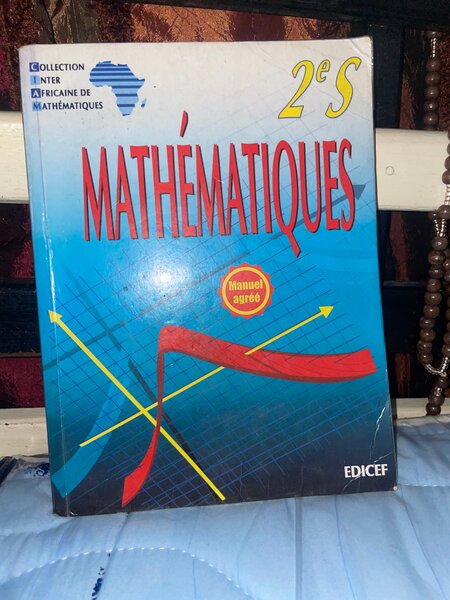 COLLECTION
INTER
AFRICAINE DE
MATHÉMATIQUES
2e S
MATHÉMATIQUES
Manuel
agréé
EDICEF